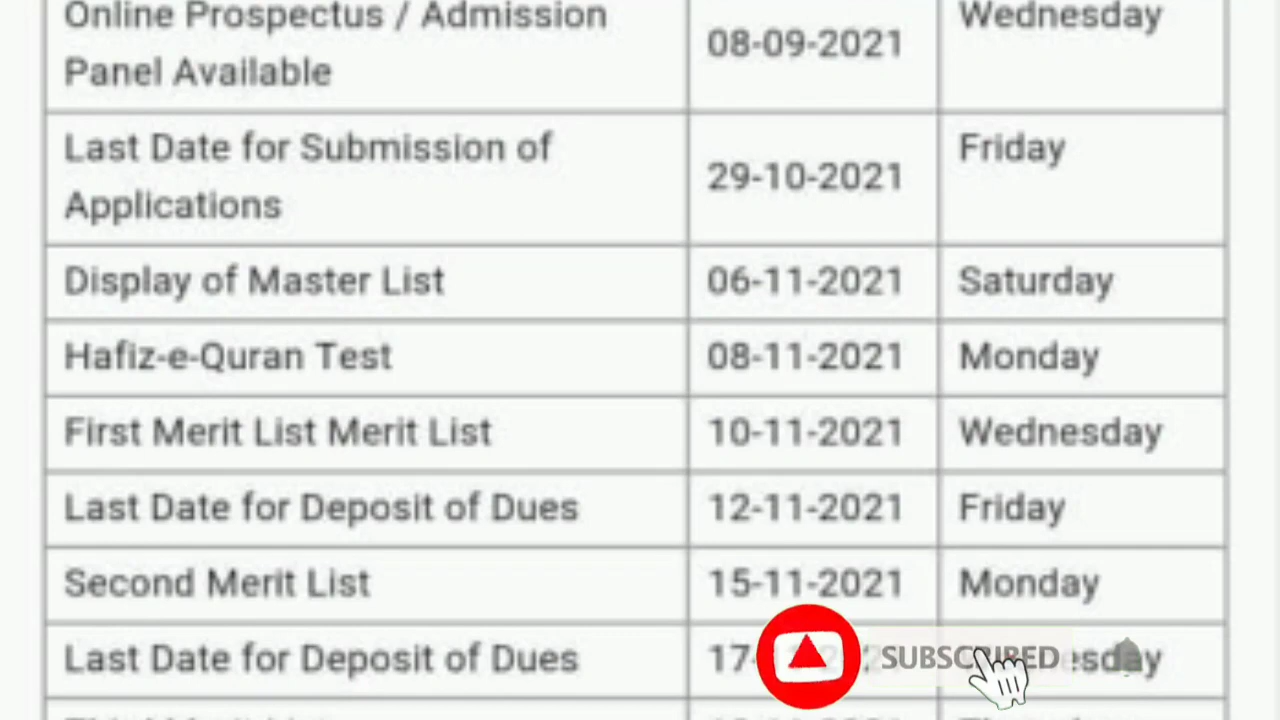 Online Prospectus / Admission
Panel Available
08-09-2021
Wednesday
Last Date for Submission of
Applications
29-10-2021
Friday
Display of Master List 06-11-2021 Saturday
Hafiz-e-Quran Test 08-11-2021 Monday
First Merit List Merit List 10-11-2021 Wednesday
Last Date for Deposit of Dues 12-11-2021 Friday
Second Merit List 15-11-2021 Monday
Last Date for Deposit of Dues
SUBSCRIBED